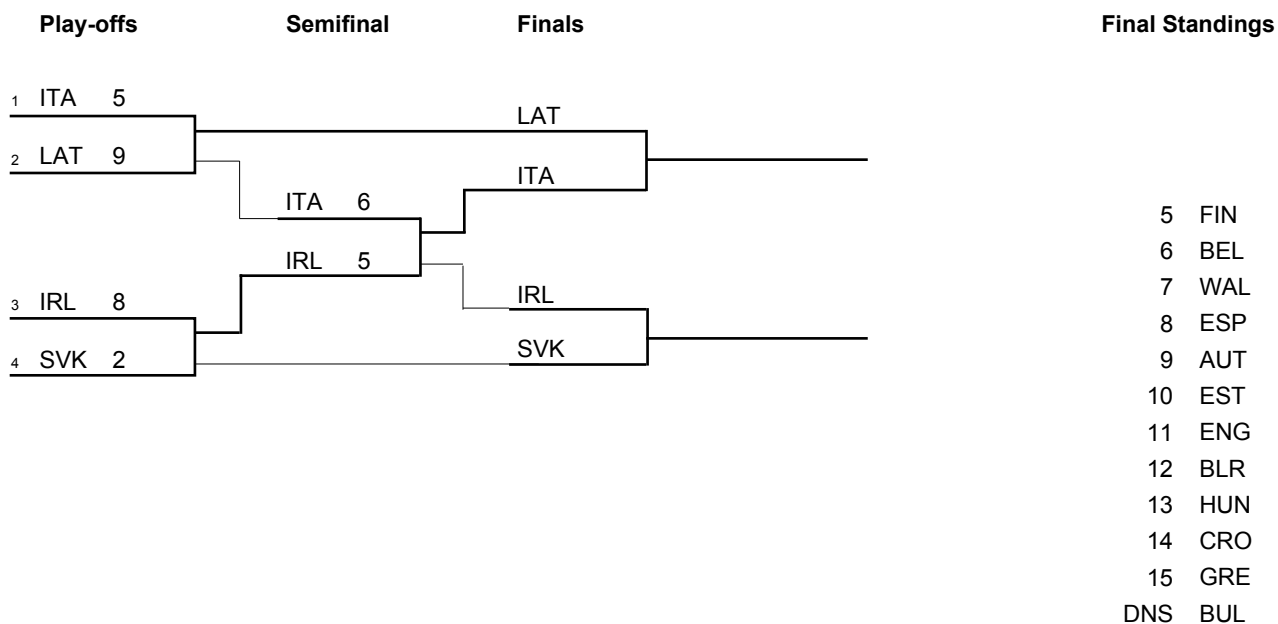 Play-offs Semifinal Finals Final Standings
1 ITA 5
LAT
2 LAT 9
ITA
ITA 6
5 FIN
6 BEL
IRL 5
7 WAL
3 IRL 8
IRL
8 ESP
SVK
4 SVK 2
9 AUT
10 EST
11 ENG
12 BLR
13 HUN
14 CRO
15 GRE
DNS BUL